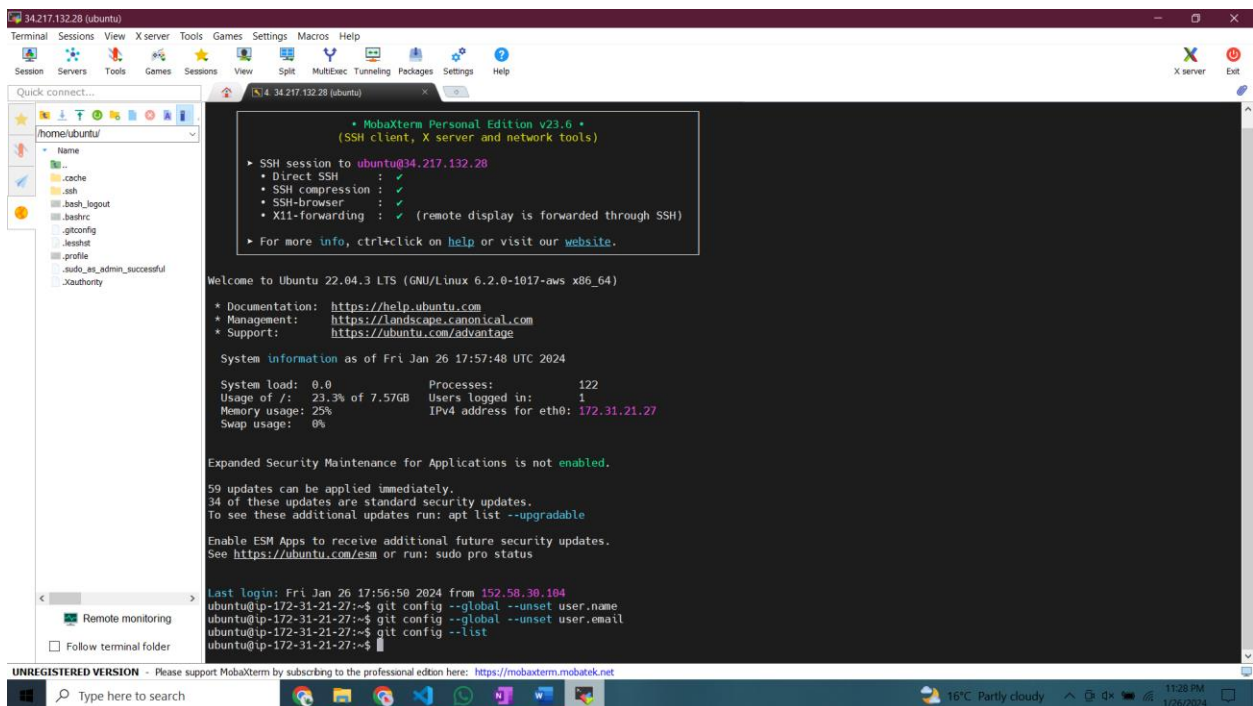 34.217.132.28 (ubuntu)
Terminal Sessions View X server Tools Games Settings Macros Help
Session Servers Tools Games Sessions View Split MultiExec Tunneling Packages Settings Help X server Exit
Quick connect...
4. 34.217.132.28 (ubuntu)
/home/ubuntu/
Name
..
.cache
.ssh
.bash_logout
.bashrc
.gitconfig
.lesshst
.profile
.sudo_as_admin_successful
.Xauthority
Remote monitoring
Follow terminal folder
• MobaXterm Personal Edition v23.6 •
(SSH client, X server and network tools)
► SSH session to ubuntu@34.217.132.28
• Direct SSH : ✔
• SSH compression : ✔
• SSH-browser : ✔
• X11-forwarding : ✔ (remote display is forwarded through SSH)
► For more info, ctrl+click on help or visit our website.
Welcome to Ubuntu 22.04.3 LTS (GNU/Linux 6.2.0-1017-aws x86_64)
* Documentation: https://help.ubuntu.com
* Management: https://landscape.canonical.com
* Support: https://ubuntu.com/advantage
System information as of Fri Jan 26 17:57:48 UTC 2024
System load: 0.0 Processes: 122
Usage of /: 23.3% of 7.57GB Users logged in: 1
Memory usage: 25% IPv4 address for eth0: 172.31.21.27
Swap usage: 0%
Expanded Security Maintenance for Applications is not enabled.
59 updates can be applied immediately.
34 of these updates are standard security updates.
To see these additional updates run: apt list --upgradable
Enable ESM Apps to receive additional future security updates.
See https://ubuntu.com/esm or run: sudo pro status
Last login: Fri Jan 26 17:56:50 2024 from 152.58.30.104
ubuntu@ip-172-31-21-27:~$ git config --global --unset user.name
ubuntu@ip-172-31-21-27:~$ git config --global --unset user.email
ubuntu@ip-172-31-21-27:~$ git config --list
ubuntu@ip-172-31-21-27:~$
UNREGISTERED VERSION - Please support MobaXterm by subscribing to the professional edition here: https://mobaxterm.mobatek.net
Type here to search
16°C Partly cloudy
11:28 PM
1/26/2024